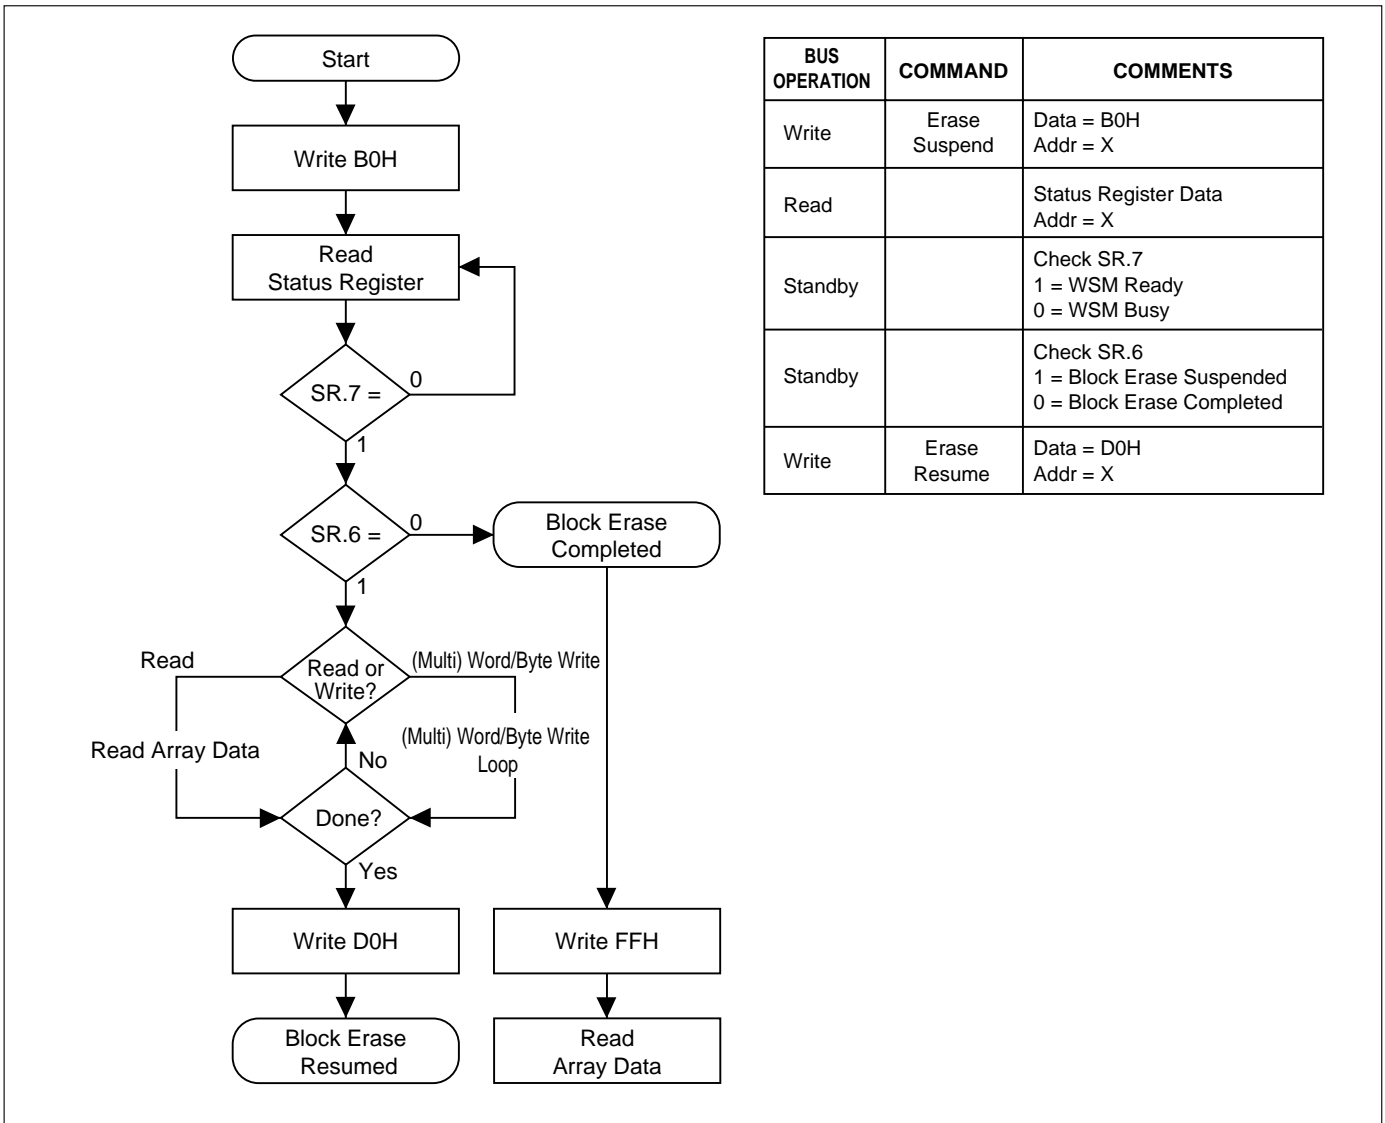 Start
Write B0H
Read
Status Register
SR.7 =
0
1
SR.6 =
0
1
Block Erase
Completed
Read or
Write?
Read
(Multi) Word/Byte Write
Read Array Data
(Multi) Word/Byte Write
Loop
No
Done?
Yes
Write D0H
Write FFH
Block Erase
Resumed
Read
Array Data
BUS
OPERATION
COMMAND
COMMENTS
Write
Erase
Suspend
Data = B0H
Addr = X
Read
Status Register Data
Addr = X
Standby
Check SR.7
1 = WSM Ready
0 = WSM Busy
Standby
Check SR.6
1 = Block Erase Suspended
0 = Block Erase Completed
Write
Erase
Resume
Data = D0H
Addr = X